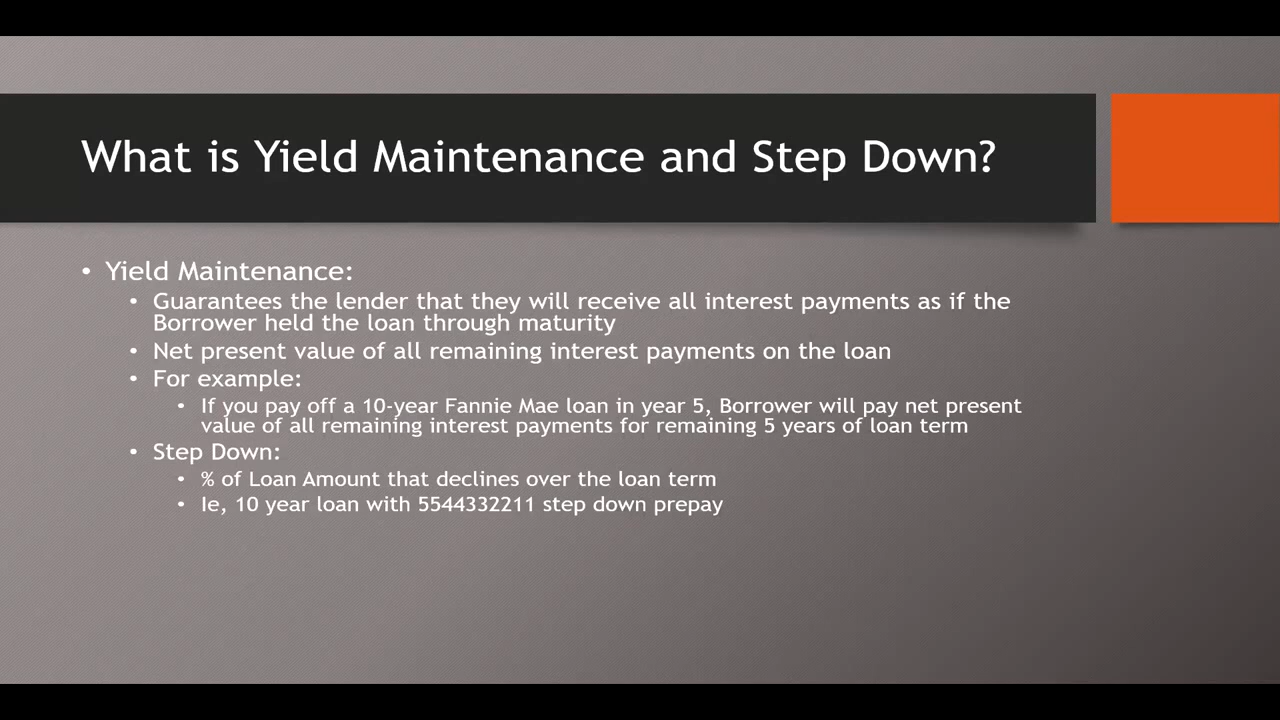 What is Yield Maintenance and Step Down?
• Yield Maintenance:
• Guarantees the lender that they will receive all interest payments as if the
Borrower held the loan through maturity
• Net present value of all remaining interest payments on the loan
• For example:
• If you pay off a 10-year Fannie Mae loan in year 5, Borrower will pay net present
value of all remaining interest payments for remaining 5 years of loan term
• Step Down:
• % of Loan Amount that declines over the loan term
• Ie, 10 year loan with 5544332211 step down prepay